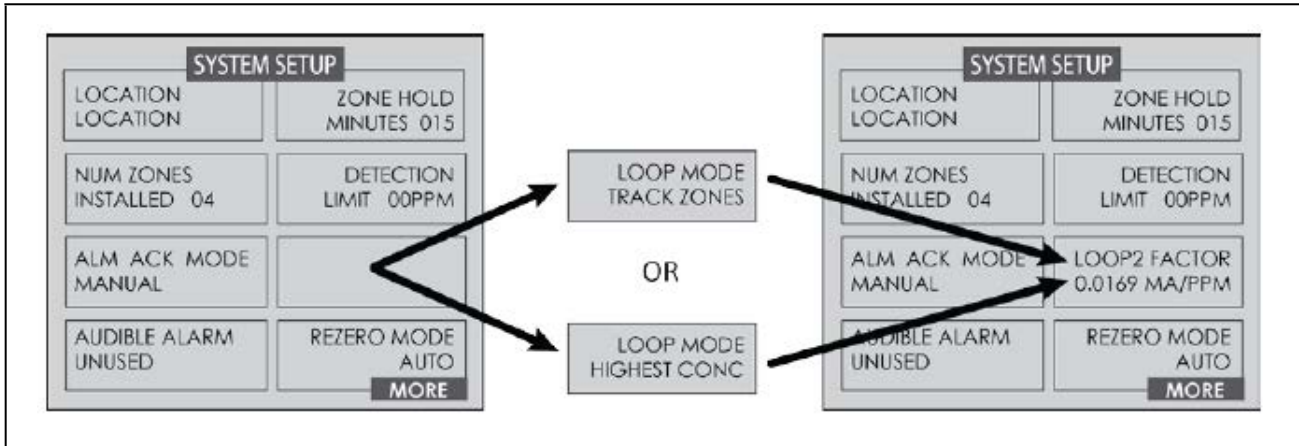 SYSTEM SETUP
LOCATION
LOCATION
ZONE HOLD
MINUTES 015
NUM ZONES
INSTALLED 04
DETECTION
LIMIT 00PPM
ALM ACK MODE
MANUAL
AUDIBLE ALARM
UNUSED
REZERO MODE
AUTO
MORE
LOOP MODE
TRACK ZONES
OR
LOOP MODE
HIGHEST CONC
SYSTEM SETUP
LOCATION
LOCATION
ZONE HOLD
MINUTES 015
NUM ZONES
INSTALLED 04
DETECTION
LIMIT 00PPM
ALM ACK MODE
MANUAL
LOOP2 FACTOR
0.0169 MA/PPM
AUDIBLE ALARM
UNUSED
REZERO MODE
AUTO
MORE